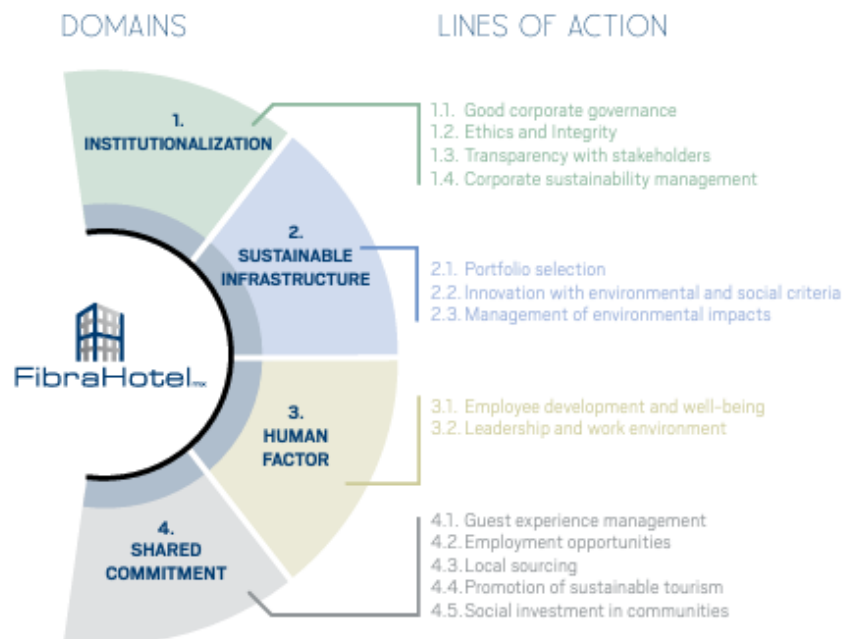 DOMAINS
LINES OF ACTION
1.
INSTITUTIONALIZATION
1.1. Good corporate governance
1.2. Ethics and Integrity
1.3. Transparency with stakeholders
1.4. Corporate sustainability management
2.
SUSTAINABLE
INFRASTRUCTURE
2.1. Portfolio selection
2.2. Innovation with environmental and social criteria
2.3. Management of environmental impacts
FibraHotel mx
3.
HUMAN
FACTOR
3.1. Employee development and well-being
3.2. Leadership and work environment
4.
SHARED
COMMITMENT
4.1. Guest experience management
4.2. Employment opportunities
4.3. Local sourcing
4.4. Promotion of sustainable tourism
4.5. Social investment in communities